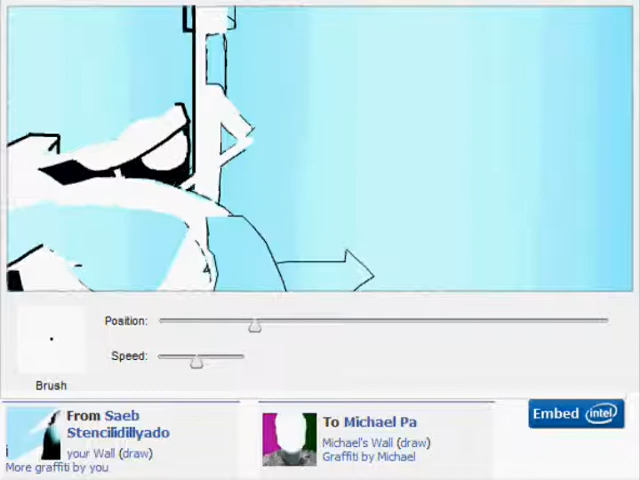 Position:
Speed:
Brush
From Saeb
Stencilidillyado
your Wall (draw)
More graffiti by you
To Michael Pa
Michael's Wall (draw)
Graffiti by Michael
Embed intel